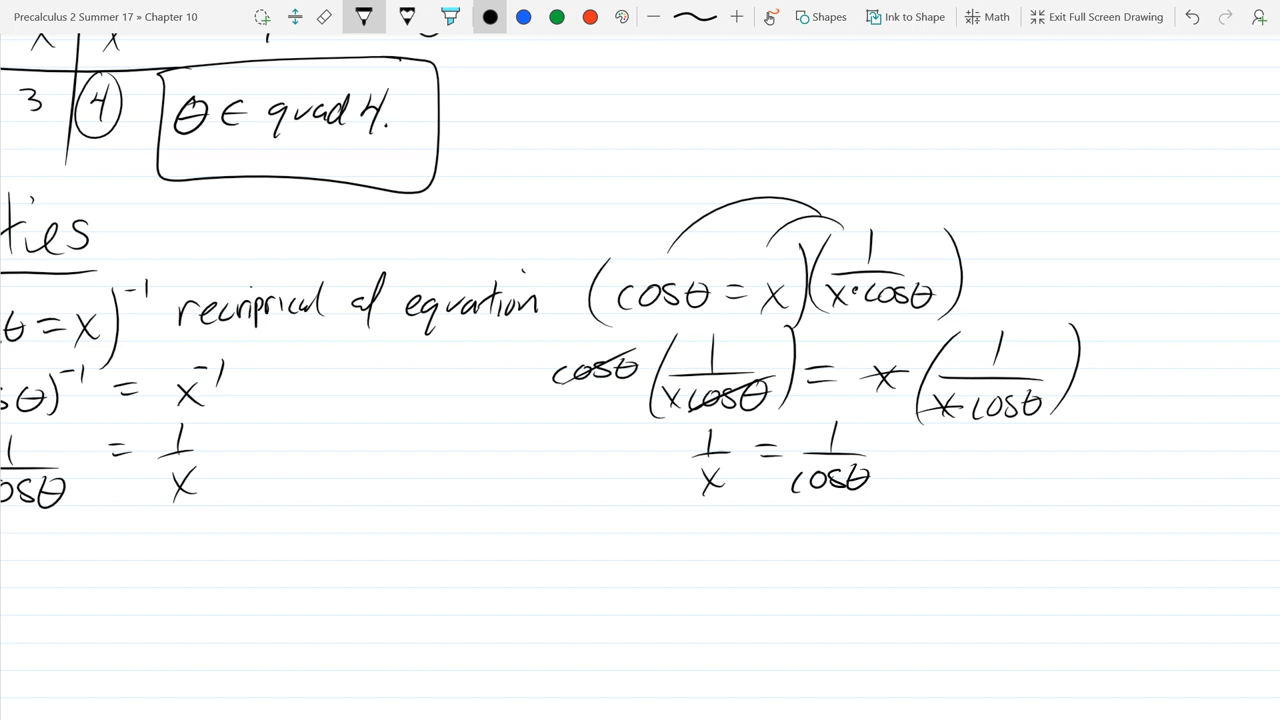 Precalculus 2 Summer 17 » Chapter 10
Shapes
Ink to Shape
Math
Exit Full Screen Drawing
x x
3 4 θ ∈ quad 4.
ties
θ = x)⁻¹ reciprical of equation
sθ)⁻¹ = x⁻¹
1/osθ = 1/x
(cosθ = x)(1/(x·cosθ))
cosθ (1/(x cosθ)) = x (1/(x cosθ))
1/x = 1/cosθ